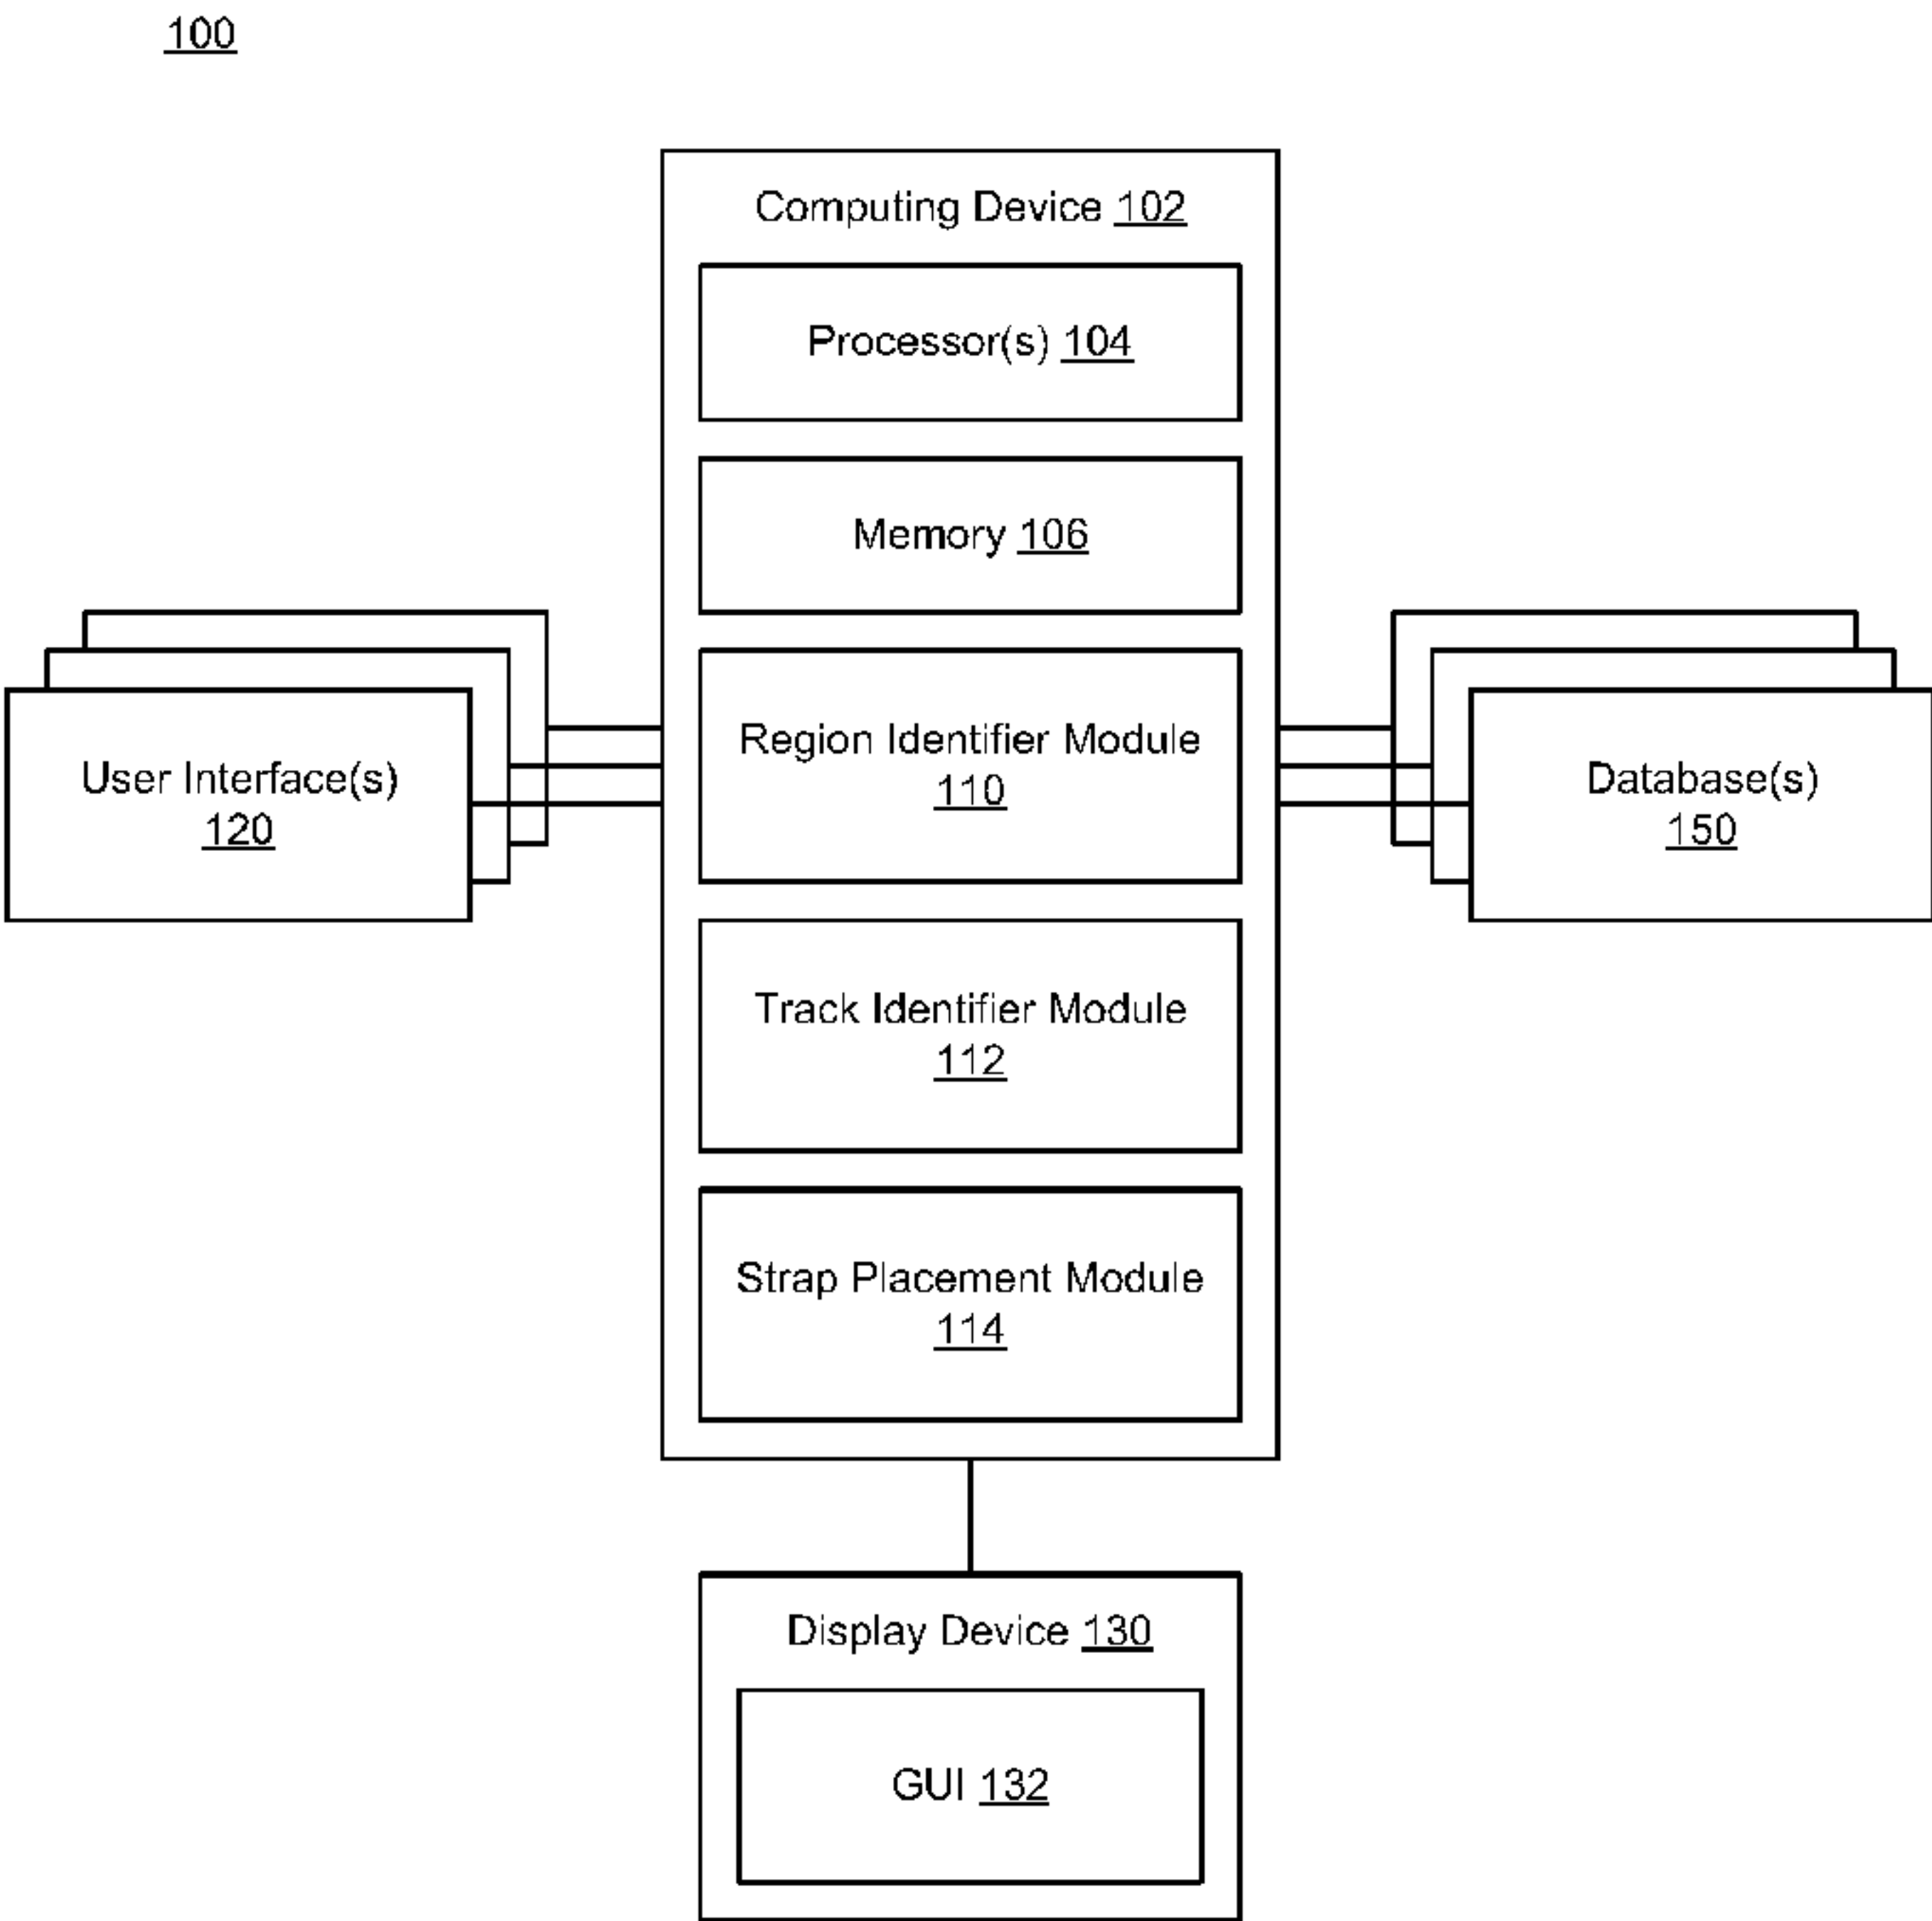 100
Computing Device 102
Processor(s) 104
Memory 106
Region Identifier Module
110
User Interface(s)
120
Database(s)
150
Track Identifier Module
112
Strap Placement Module
114
Display Device 130
GUI 132